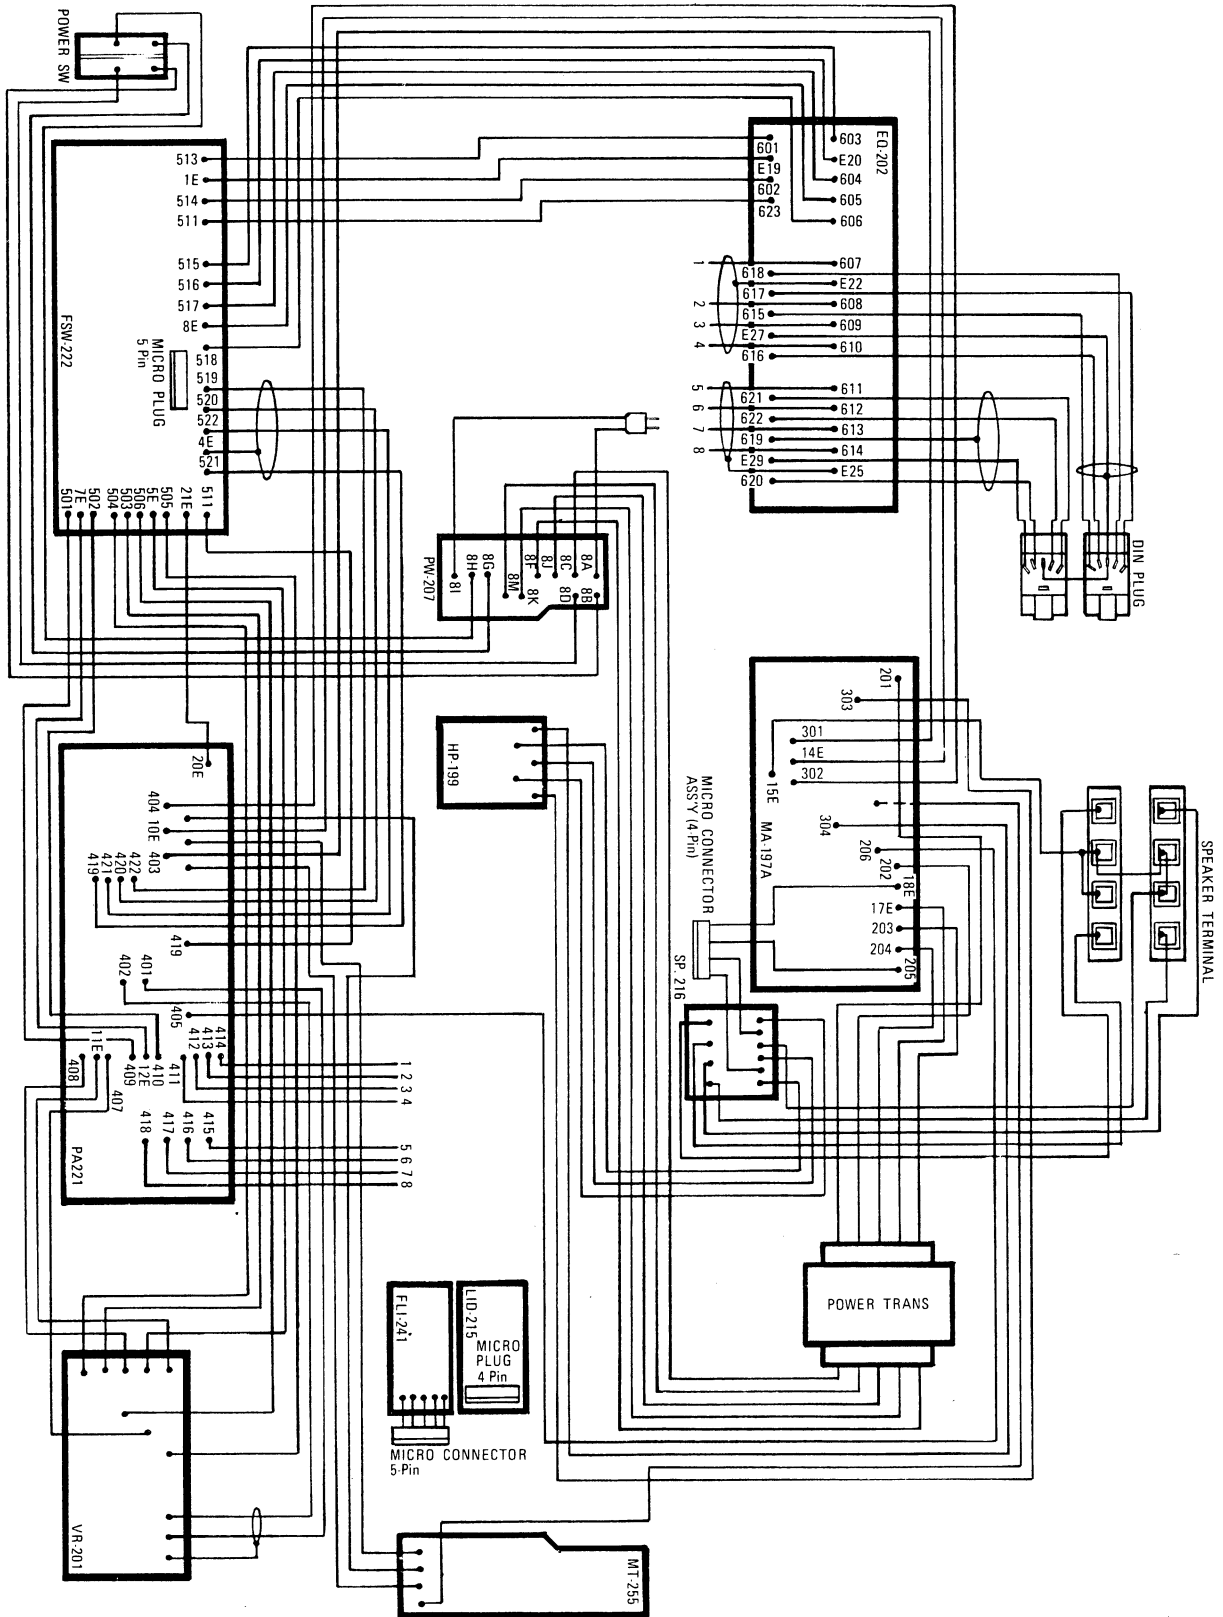 POWER SW
513
1E
514
511
515
516
517
8E
518
519
520
522
4E
521
MICRO PLUG
5 Pin
FSW-222
501
7E
502
504
503
506
5E
505
21E
511
EQ-202
601
E19
602
623
603
E20
604
605
606
607
618
E22
617
608
615
609
E27
610
616
611
621
612
622
613
619
614
E29
E25
620
1
2
3
4
5
6
7
8
DIN PLUG
PW-207
8I
8H
8G
8M
8K
8F
8J
8C
8A
8D
8B
HP-199
MA-197A
201
303
301
14E
302
15E
304
206
202
18E
17E
203
204
205
SPEAKER TERMINAL
MICRO CONNECTOR
ASS'Y (4-Pin)
SP. 216
20E
404
10E
403
422
420
421
419
419
401
402
405
414
413
412
411
410
12E
409
11E
408
407
415
416
417
418
PA221
1
2
3
4
5
6
7
8
POWER TRANS
FLI-241
LID-215
MICRO
PLUG
4 Pin
MICRO CONNECTOR
5-Pin
VR-201
MT-255